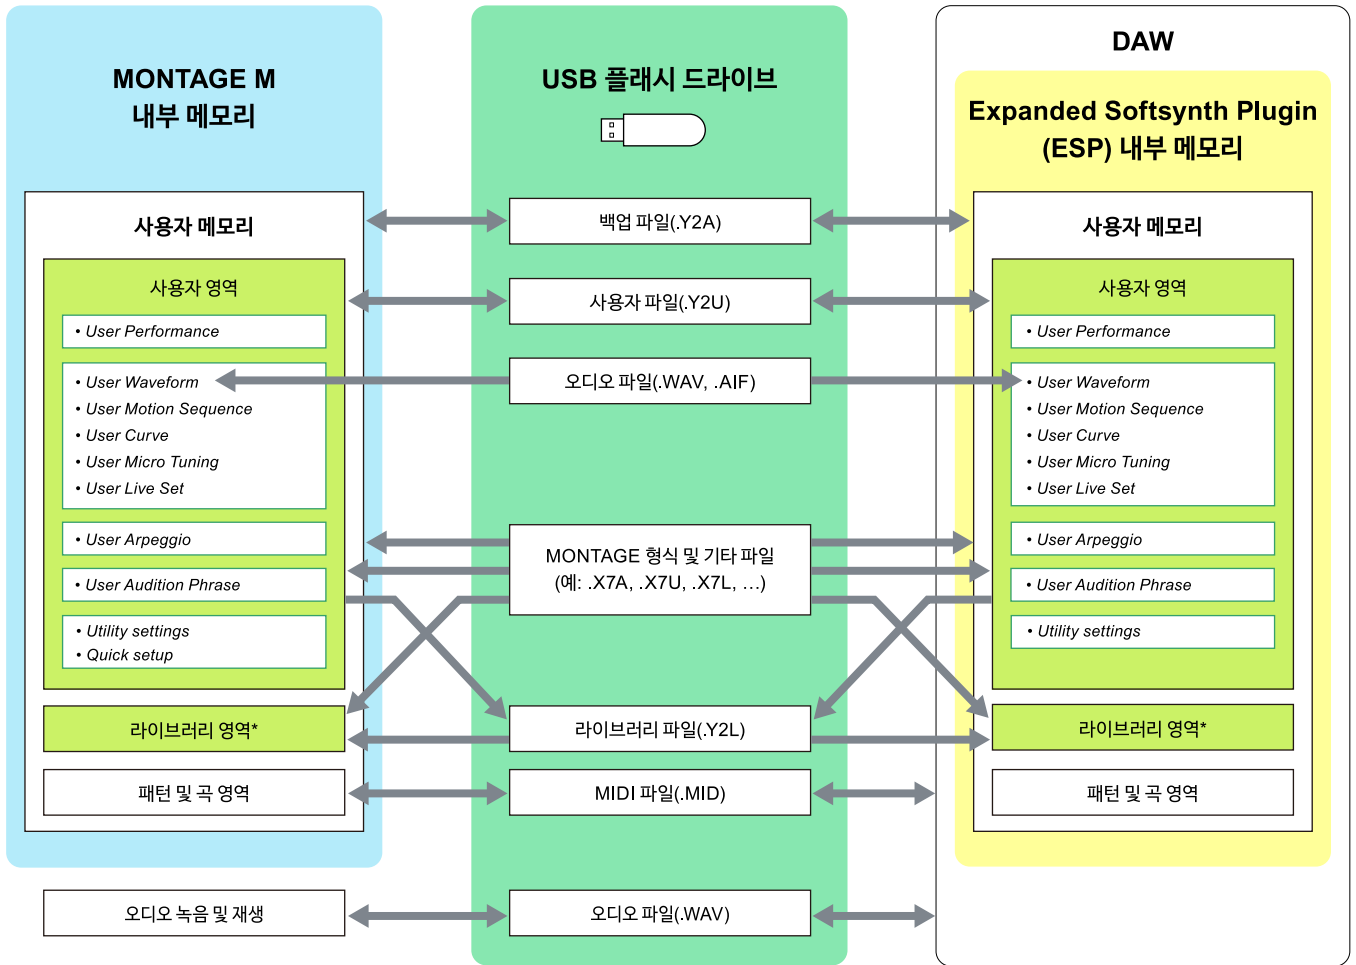 MONTAGE M
내부 메모리
사용자 메모리
사용자 영역
• User Performance
• User Waveform
• User Motion Sequence
• User Curve
• User Micro Tuning
• User Live Set
• User Arpeggio
• User Audition Phrase
• Utility settings
• Quick setup
라이브러리 영역*
패턴 및 곡 영역
오디오 녹음 및 재생
USB 플래시 드라이브
백업 파일(.Y2A)
사용자 파일(.Y2U)
오디오 파일(.WAV, .AIF)
MONTAGE 형식 및 기타 파일
(예: .X7A, .X7U, .X7L, …)
라이브러리 파일(.Y2L)
MIDI 파일(.MID)
오디오 파일(.WAV)
DAW
Expanded Softsynth Plugin
(ESP) 내부 메모리
사용자 메모리
사용자 영역
• User Performance
• User Waveform
• User Motion Sequence
• User Curve
• User Micro Tuning
• User Live Set
• User Arpeggio
• User Audition Phrase
• Utility settings
라이브러리 영역*
패턴 및 곡 영역